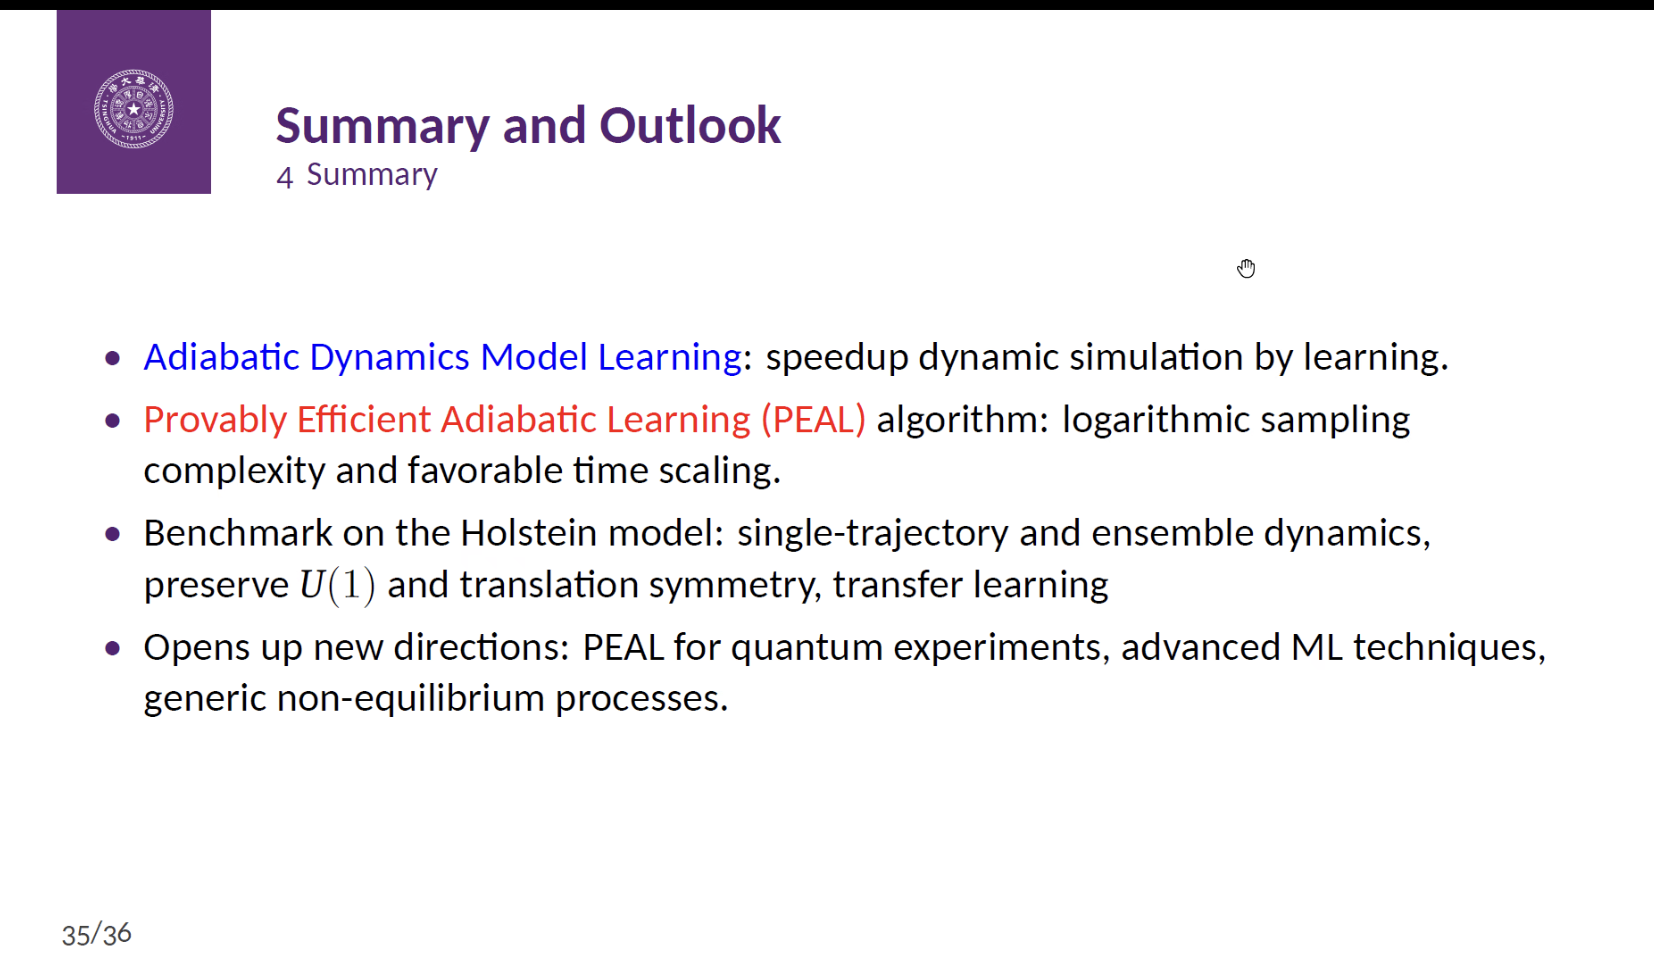 Summary and Outlook
4 Summary
• Adiabatic Dynamics Model Learning: speedup dynamic simulation by learning.
• Provably Efficient Adiabatic Learning (PEAL) algorithm: logarithmic sampling
complexity and favorable time scaling.
• Benchmark on the Holstein model: single-trajectory and ensemble dynamics,
preserve U(1) and translation symmetry, transfer learning
• Opens up new directions: PEAL for quantum experiments, advanced ML techniques,
generic non-equilibrium processes.
35/36